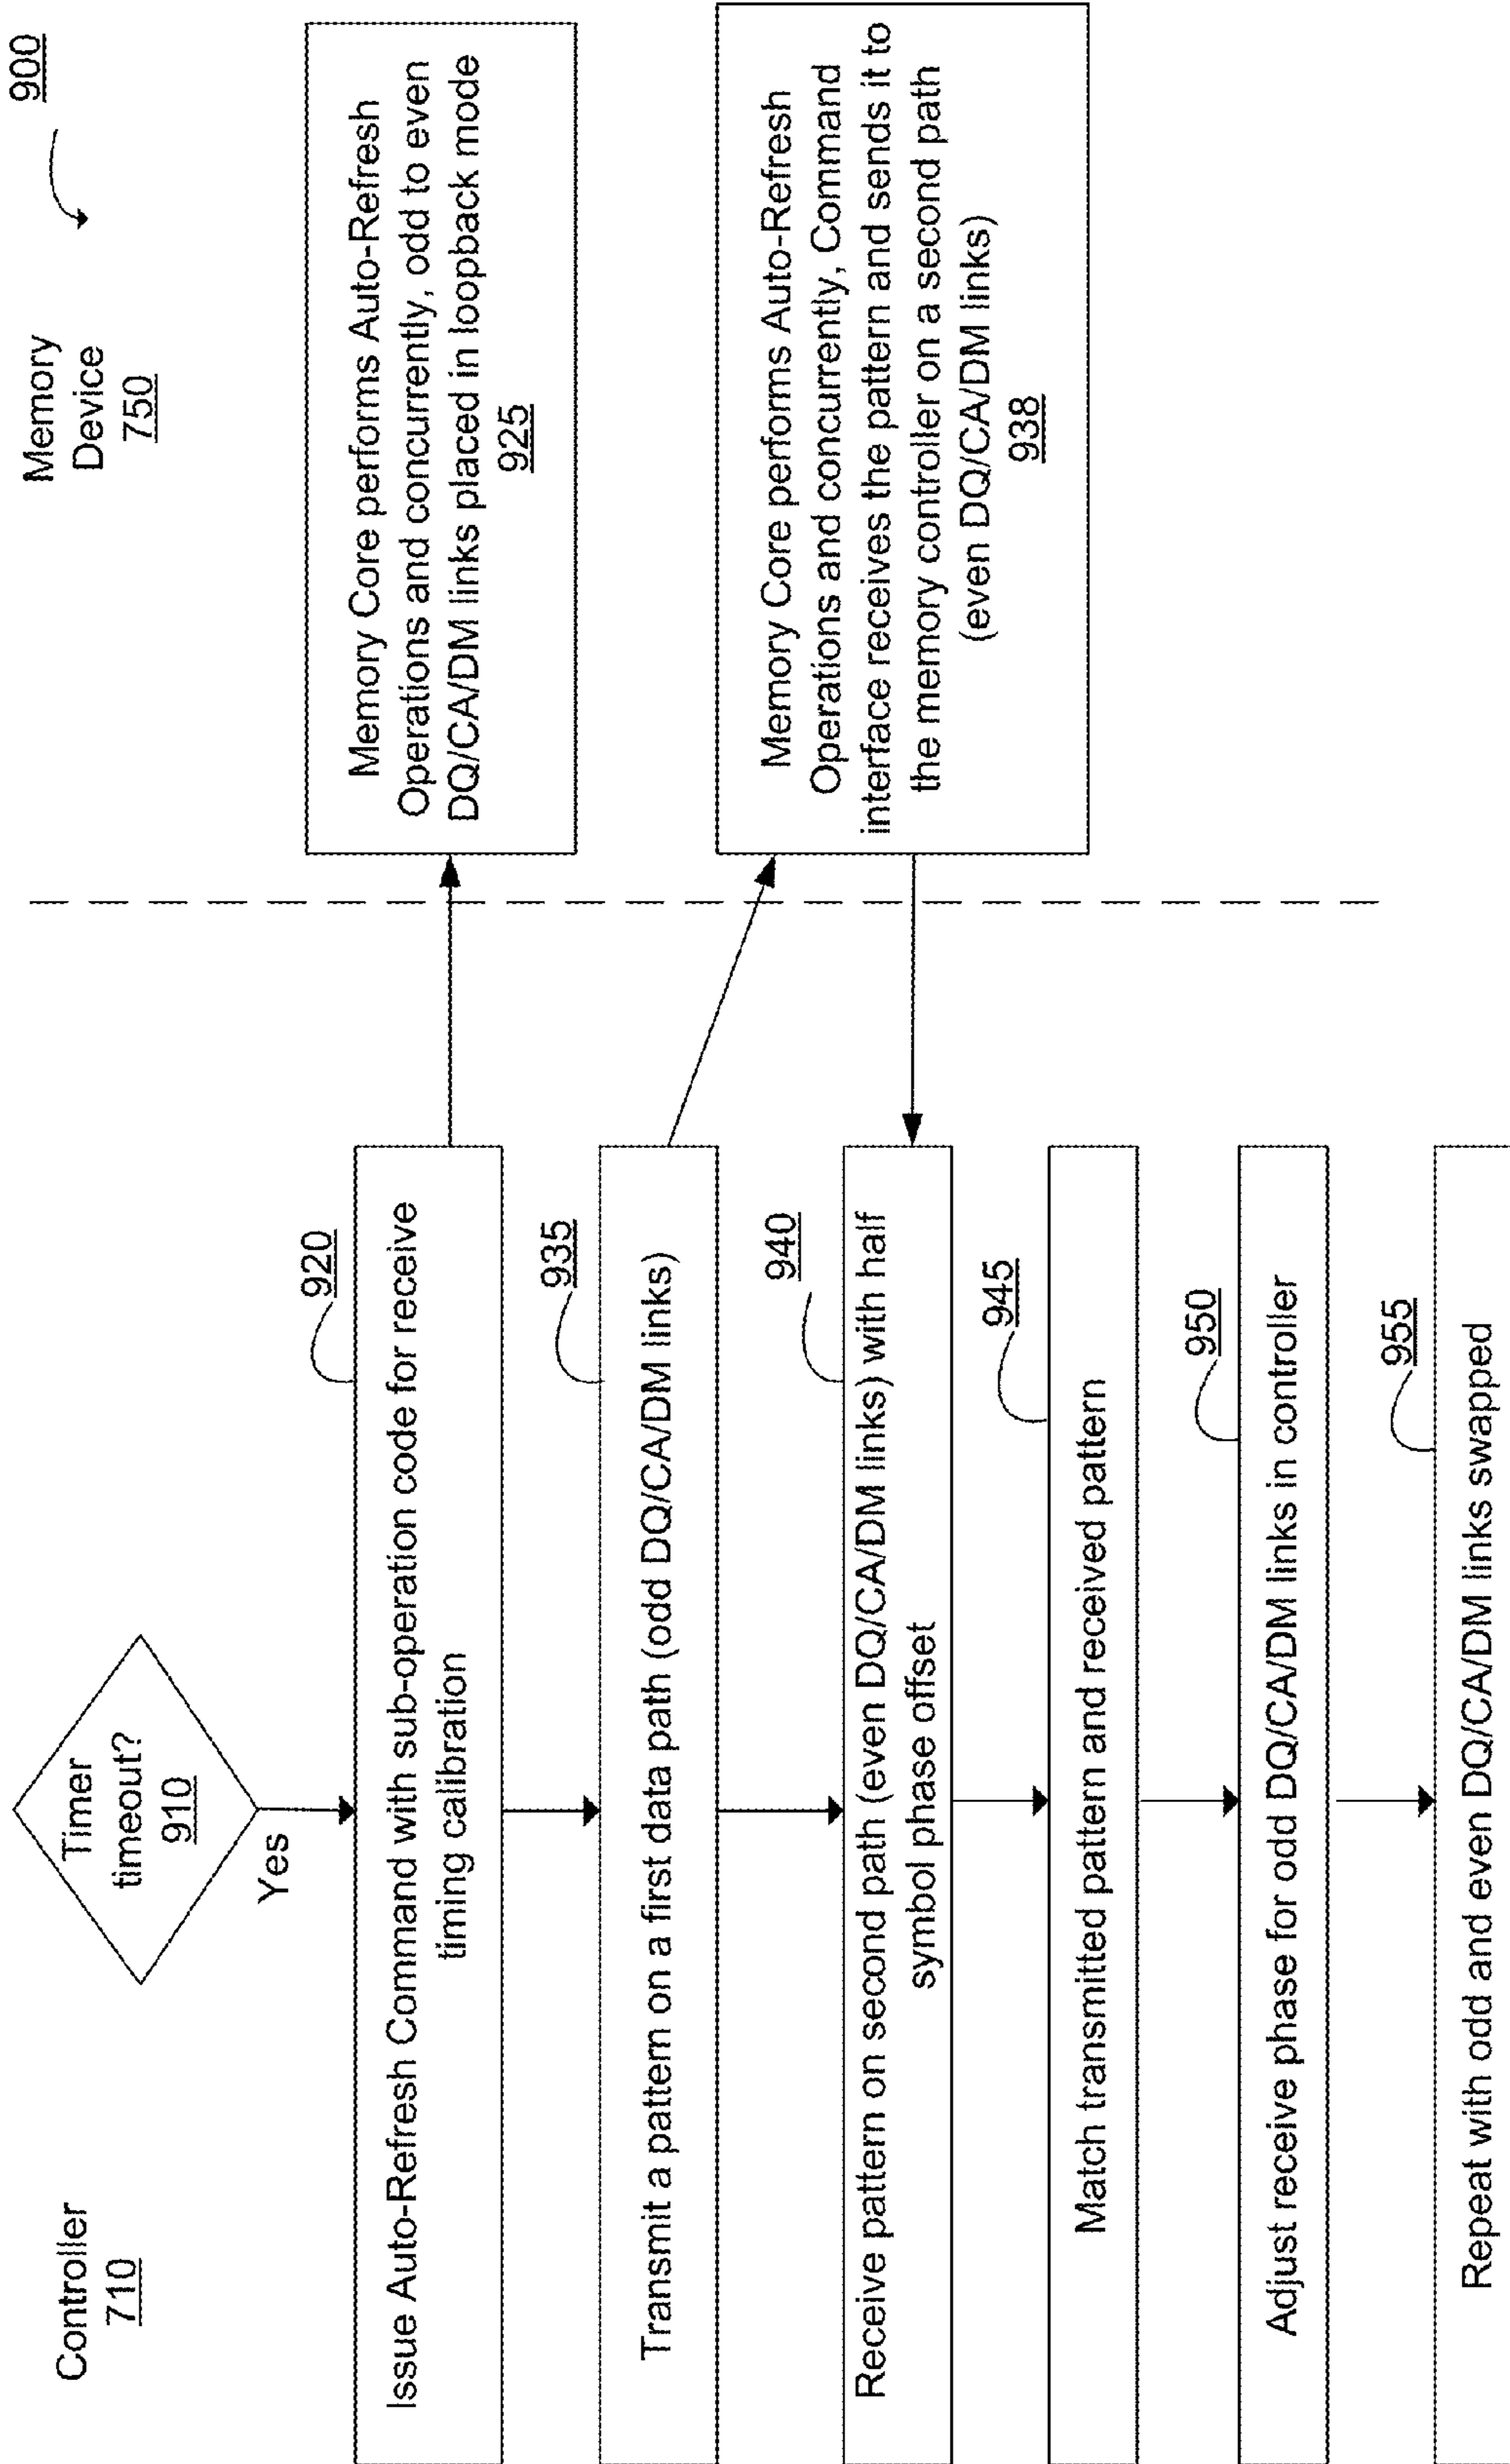 900
Controller
710
Memory
Device
750
Timer
timeout?
910
Yes
920
Issue Auto-Refresh Command with sub-operation code for receive
timing calibration
Memory Core performs Auto-Refresh
Operations and concurrently, odd to even
DQ/CA/DM links placed in loopback mode
925
935
Transmit a pattern on a first data path (odd DQ/CA/DM links)
Memory Core performs Auto-Refresh
Operations and concurrently, Command
interface receives the pattern and sends it to
the memory controller on a second path
(even DQ/CA/DM links)
938
940
Receive pattern on second path (even DQ/CA/DM links) with half
symbol phase offset
945
Match transmitted pattern and received pattern
950
Adjust receive phase for odd DQ/CA/DM links in controller
955
Repeat with odd and even DQ/CA/DM links swapped